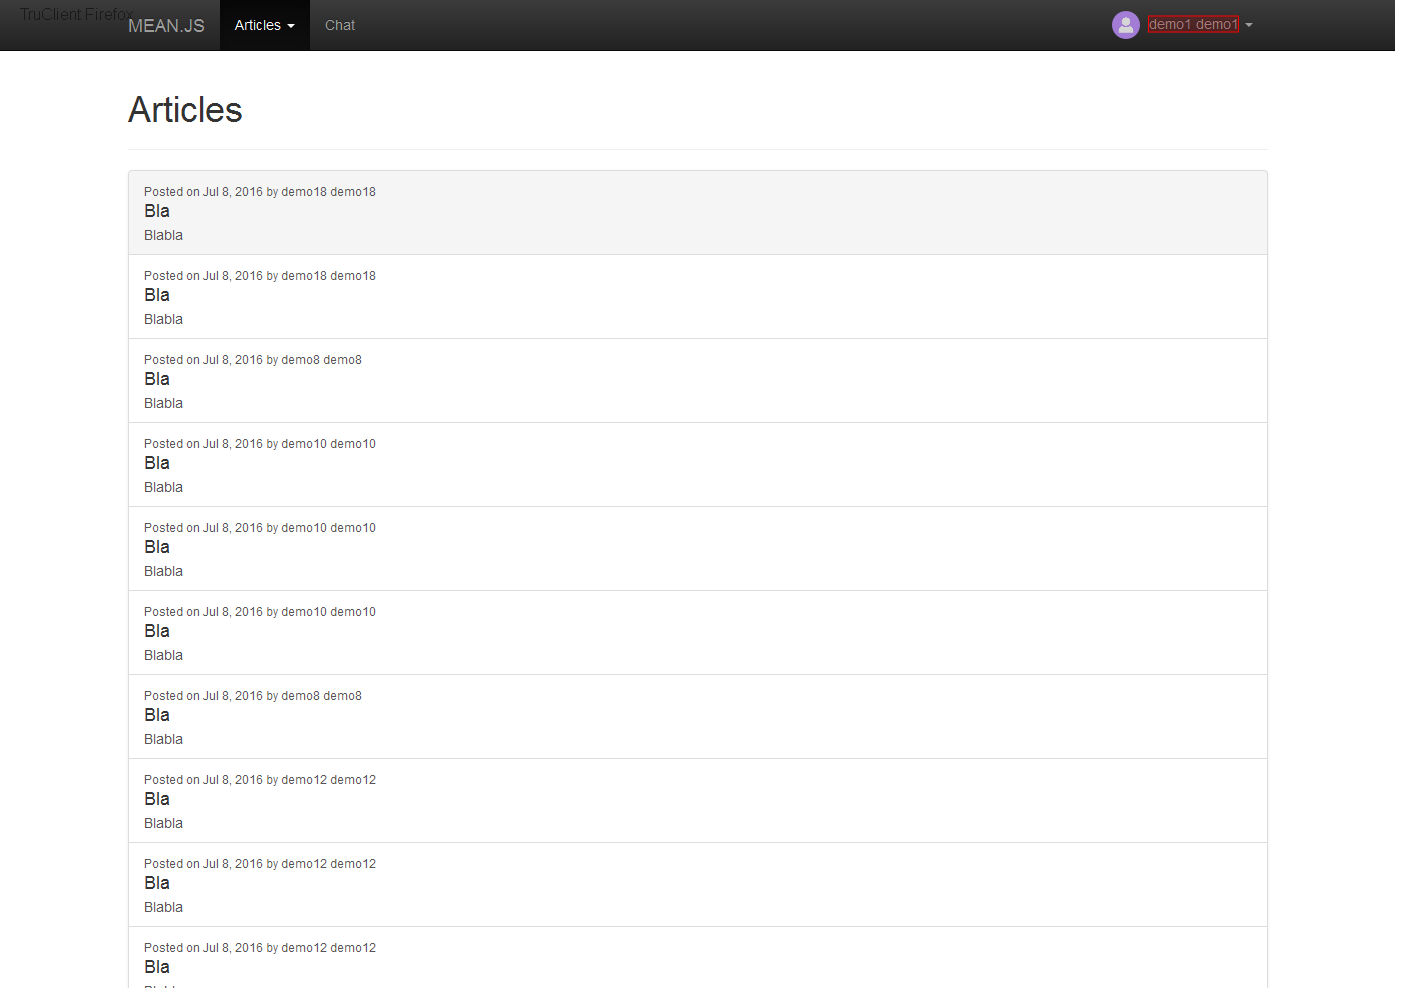 TruClient Firefox
MEAN.JS Articles Chat demo1 demo1
Articles
Posted on Jul 8, 2016 by demo18 demo18
Bla
Blabla
Posted on Jul 8, 2016 by demo18 demo18
Bla
Blabla
Posted on Jul 8, 2016 by demo8 demo8
Bla
Blabla
Posted on Jul 8, 2016 by demo10 demo10
Bla
Blabla
Posted on Jul 8, 2016 by demo10 demo10
Bla
Blabla
Posted on Jul 8, 2016 by demo10 demo10
Bla
Blabla
Posted on Jul 8, 2016 by demo8 demo8
Bla
Blabla
Posted on Jul 8, 2016 by demo12 demo12
Bla
Blabla
Posted on Jul 8, 2016 by demo12 demo12
Bla
Blabla
Posted on Jul 8, 2016 by demo12 demo12
Bla